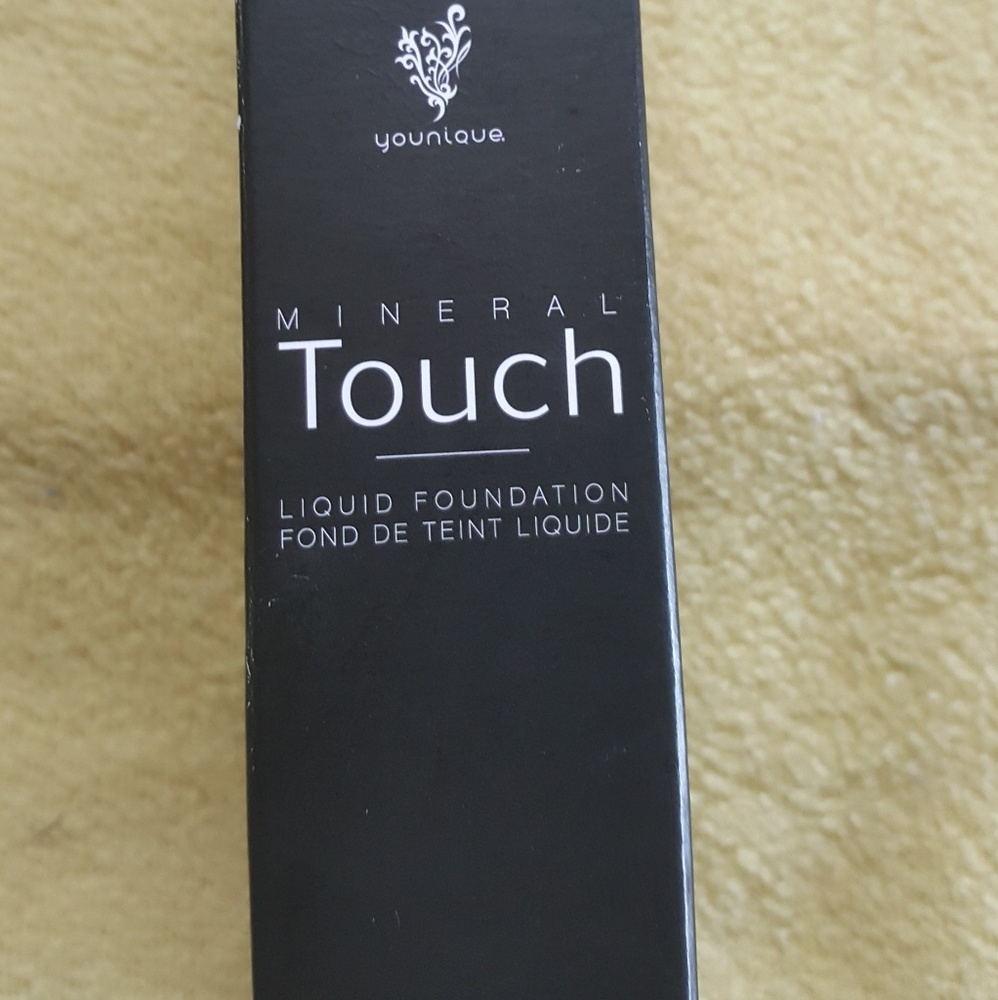 younique.
MINERAL
Touch
LIQUID FOUNDATION
FOND DE TEINT LIQUIDE